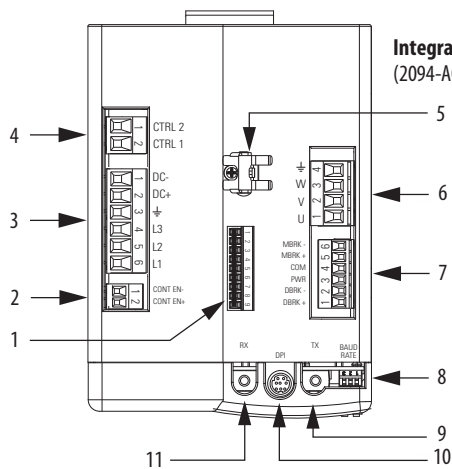 Integra
(2094-A
5
4
1 CTRL 2
2 CTRL 1
3
1 DC-
2 DC+
3 ⏚
4 L3
5 L2
6 L1
2
1 CONT EN-
2 CONT EN+
1
1
2
3
4
5
6
7
8
9
⏚ 4
W 3
V 2
U 1
6
MBRK - 6
MBRK + 5
COM 4
PWR 3
DBRK - 2
DBRK + 1
7
RX
DPI
TX
BAUD
RATE
8
9
10
11